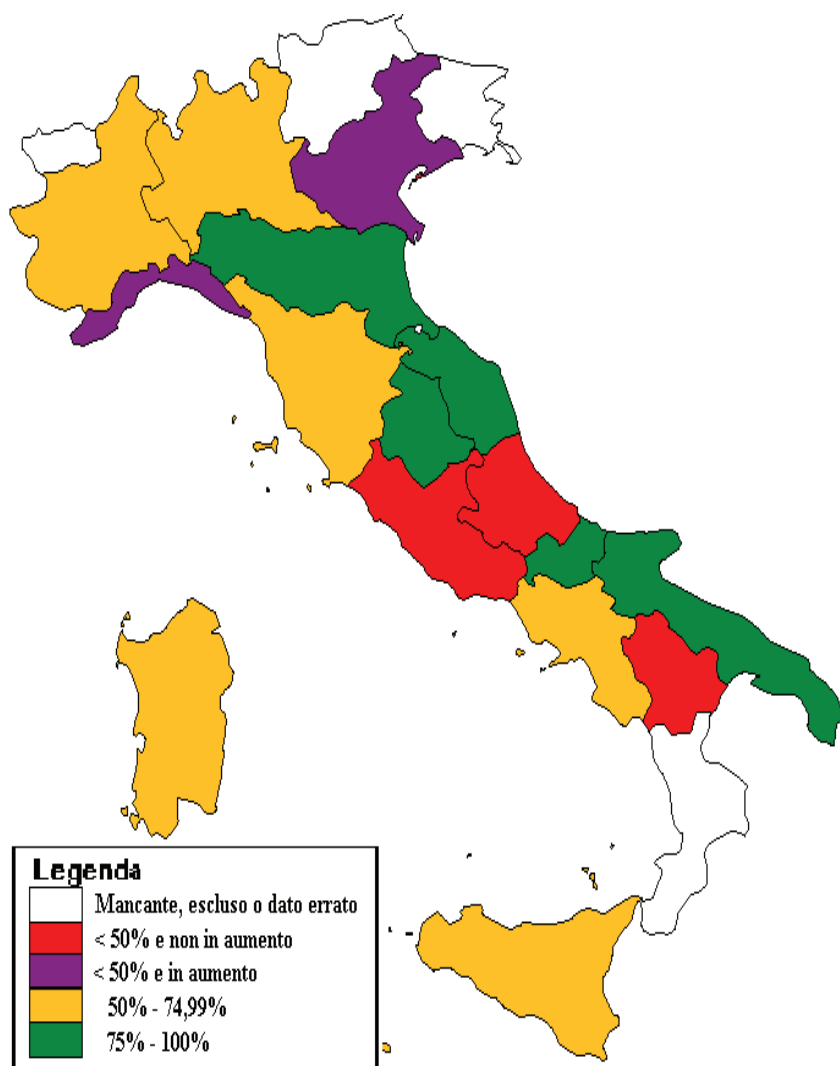 Legenda
Mancante, escluso o dato errato
< 50% e non in aumento
< 50% e in aumento
50% - 74,99%
75% - 100%